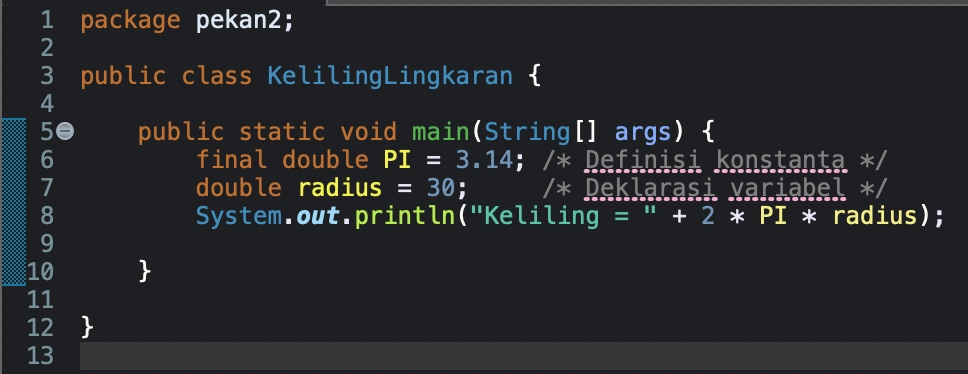 1 package pekan2;
2
3 public class KelilingLingkaran {
4
5     public static void main(String[] args) {
6         final double PI = 3.14; /* Definisi konstanta */
7         double radius = 30;     /* Deklarasi variabel */
8         System.out.println("Keliling = " + 2 * PI * radius);
9
10     }
11
12 }
13